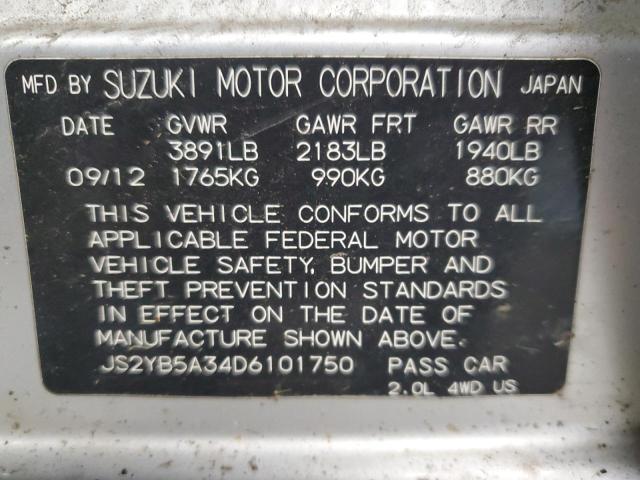 MFD BY SUZUKI MOTOR CORPORATION JAPAN
DATE GVWR GAWR FRT GAWR RR
3891LB 2183LB 1940LB
09/12 1765KG 990KG 880KG
THIS VEHICLE CONFORMS TO ALL
APPLICABLE FEDERAL MOTOR
VEHICLE SAFETY, BUMPER AND
THEFT PREVENTION STANDARDS
IN EFFECT ON THE DATE OF
MANUFACTURE SHOWN ABOVE.
JS2YB5A34D6101750 PASS CAR
2.0L 4WD US